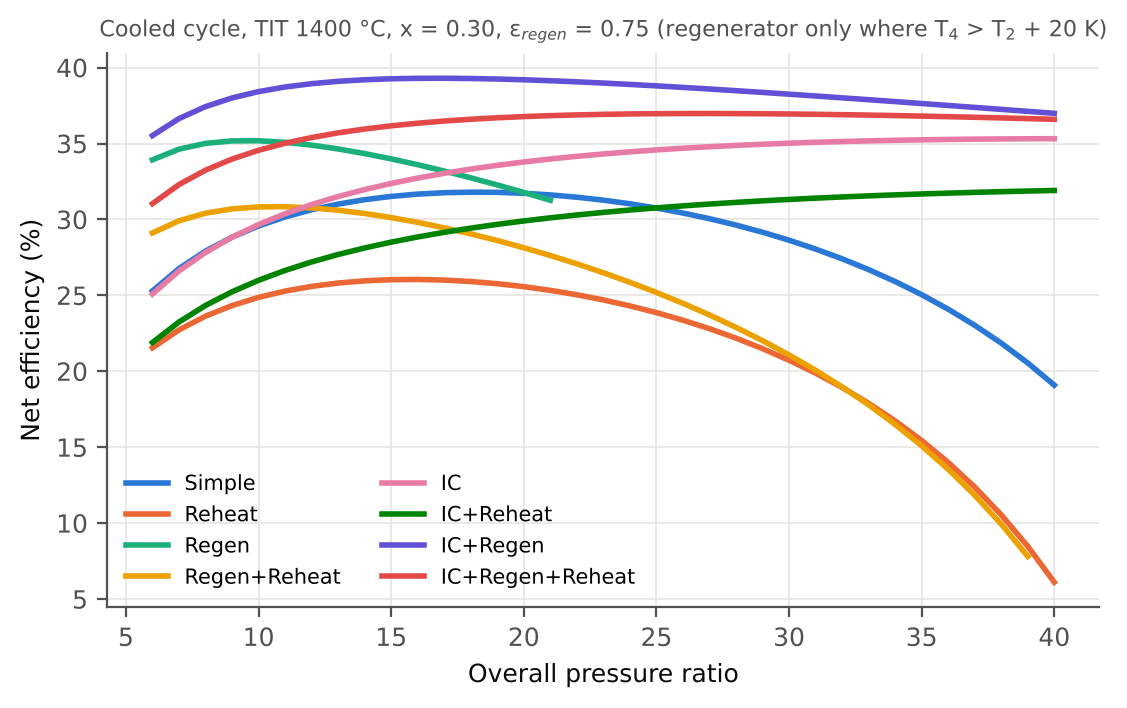 Cooled cycle, TIT 1400 °C, x = 0.30, ε_regen = 0.75 (regenerator only where T₄ > T₂ + 20 K)
Net efficiency (%)
40
35
30
25
20
15
10
5
Simple
Reheat
Regen
Regen+Reheat
IC
IC+Reheat
IC+Regen
IC+Regen+Reheat
5 10 15 20 25 30 35 40
Overall pressure ratio